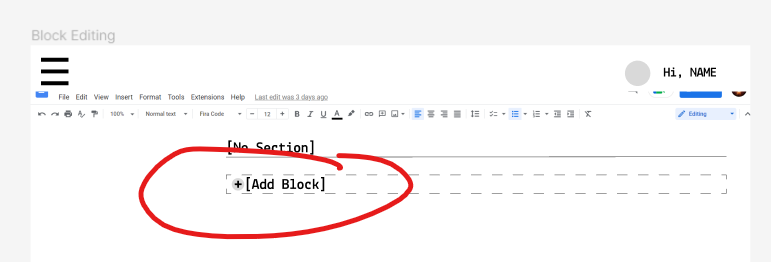 Block Editing
Hi, NAME
File Edit View Insert Format Tools Extensions Help Last edit was 3 days ago
100% Normal text Fira Code − 12 + B I U A Editing
[No Section]
+[Add Block]